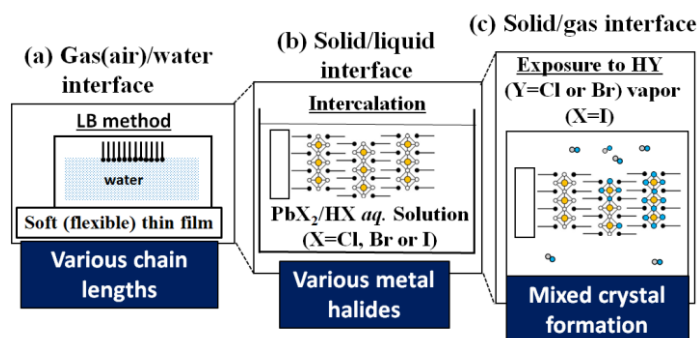 (a) Gas(air)/water
interface
LB method
water
Soft (flexible) thin film
Various chain
lengths
(b) Solid/liquid
interface
Intercalation
PbX₂/HX aq. Solution
(X=Cl, Br or I)
Various metal
halides
(c) Solid/gas interface
Exposure to HY
(Y=Cl or Br) vapor
(X=I)
Mixed crystal
formation